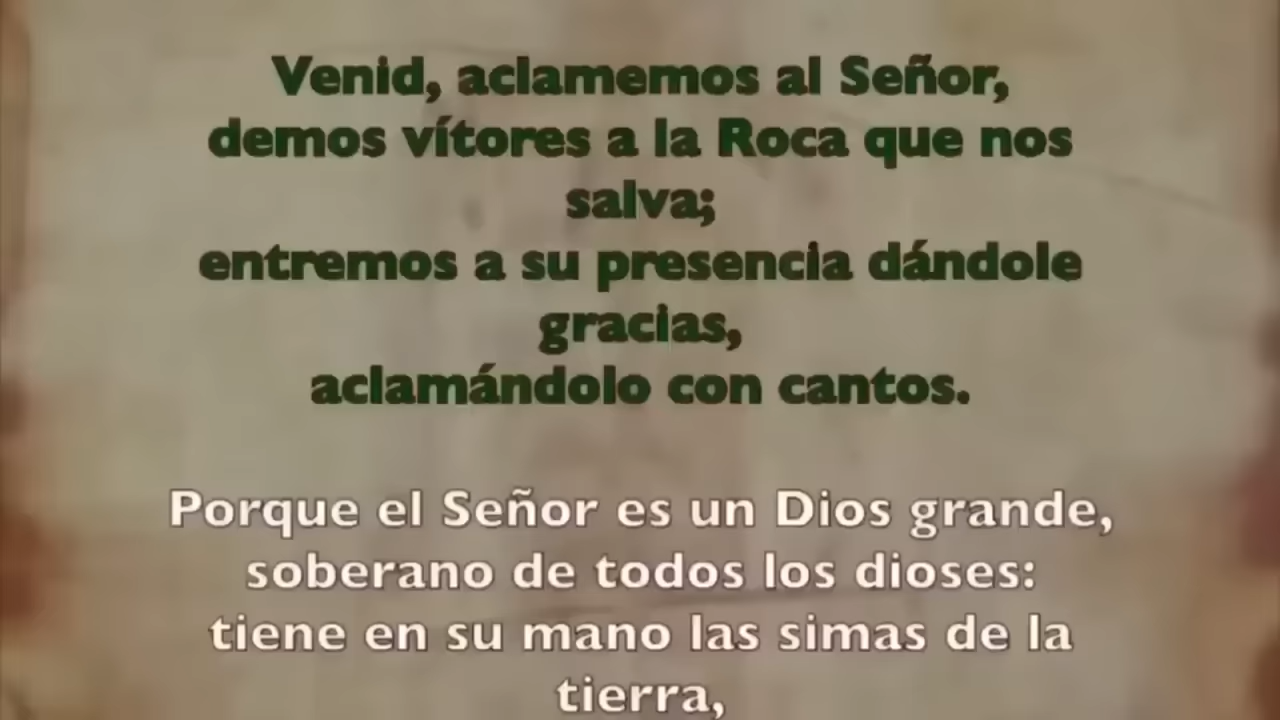 Venid, aclamemos al Señor,
demos vítores a la Roca que nos
salva;
entremos a su presencia dándole
gracias,
aclamándolo con cantos.
Porque el Señor es un Dios grande,
soberano de todos los dioses:
tiene en su mano las simas de la
tierra,